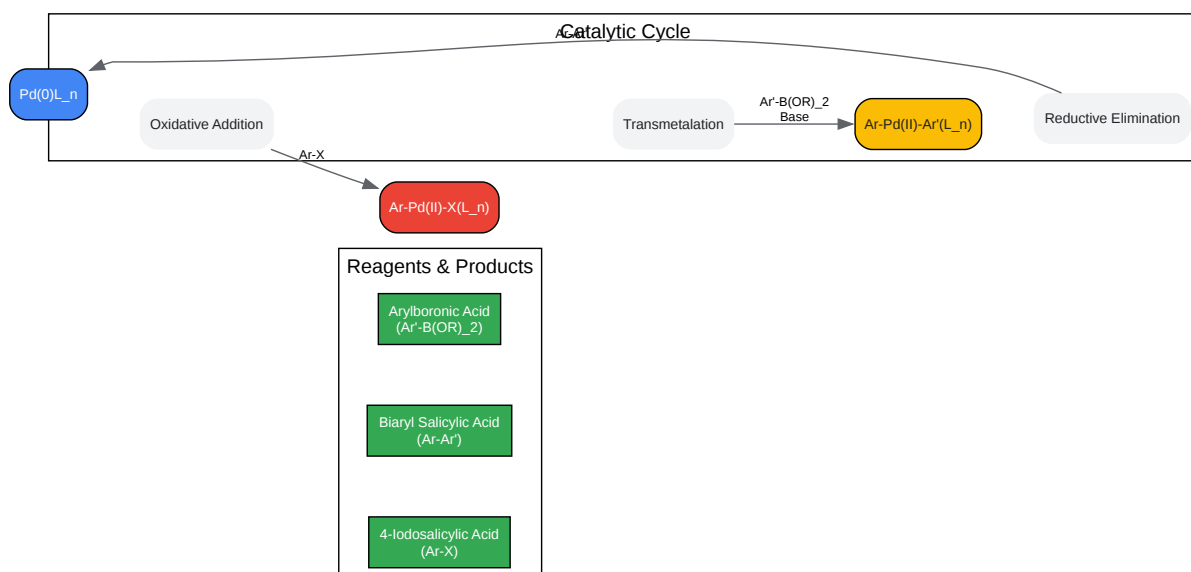 Catalytic Cycle
Ar-Ar'
Pd(0)L_n
Oxidative Addition
Transmetalation
Ar'-B(OR)_2
Base
Ar-Pd(II)-Ar'(L_n)
Reductive Elimination
Ar-X
Ar-Pd(II)-X(L_n)
Reagents & Products
Arylboronic Acid
(Ar'-B(OR)_2)
Biaryl Salicylic Acid
(Ar-Ar')
4-Iodosalicylic Acid
(Ar-X)